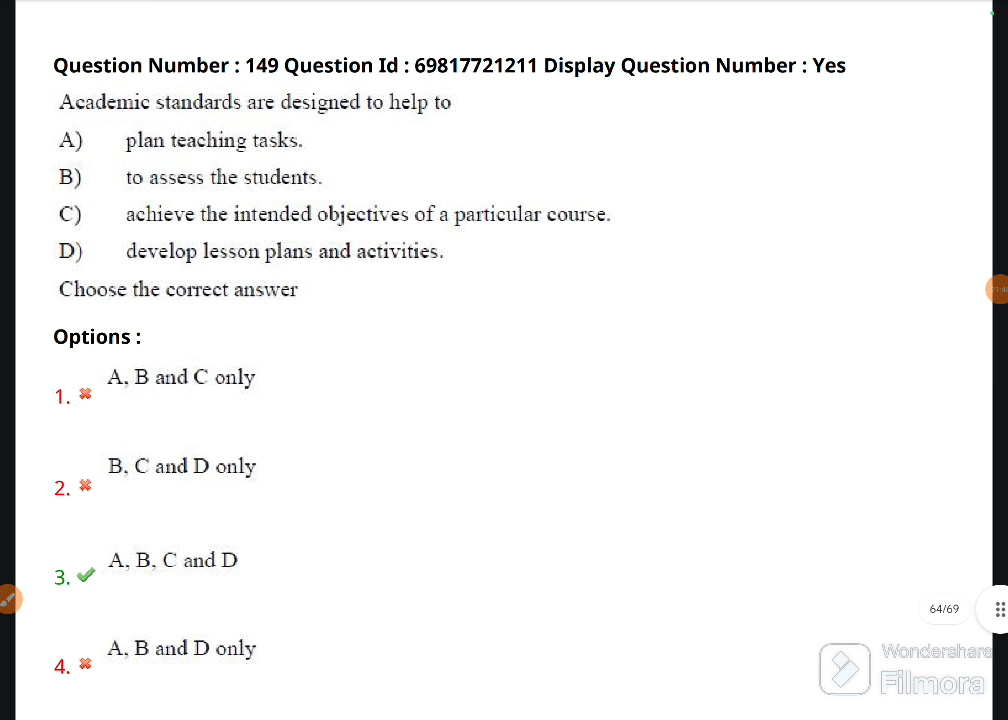 Question Number : 149 Question Id : 69817721211 Display Question Number : Yes
Academic standards are designed to help to
A) plan teaching tasks.
B) to assess the students.
C) achieve the intended objectives of a particular course.
D) develop lesson plans and activities.
Choose the correct answer
Options :
A, B and C only
1.
B, C and D only
2.
A, B, C and D
3.
64/69
A, B and D only
4.
Wondershare
Filmora